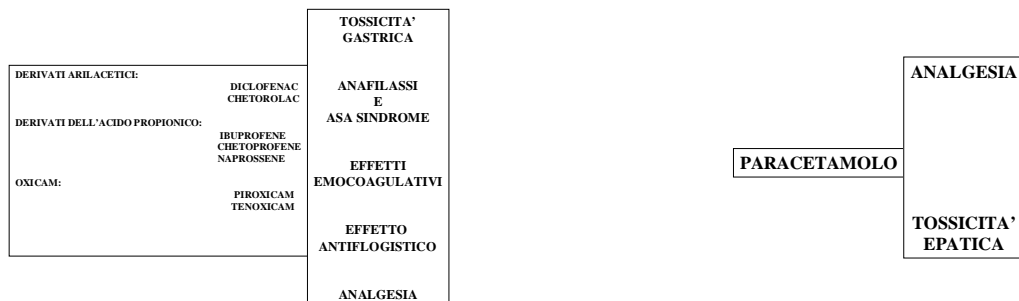 DERIVATI ARILACETICI:
DICLOFENAC
CHETOROLAC
DERIVATI DELL'ACIDO PROPIONICO:
IBUPROFENE
CHETOPROFENE
NAPROSSENE
OXICAM:
PIROXICAM
TENOXICAM
TOSSICITA'
GASTRICA
ANAFILASSI
E
ASA SINDROME
EFFETTI
EMOCOAGULATIVI
EFFETTO
ANTIFLOGISTICO
ANALGESIA
PARACETAMOLO
ANALGESIA
TOSSICITA'
EPATICA